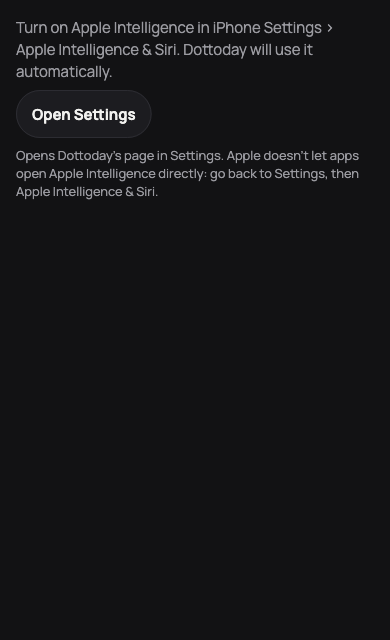 Turn on Apple Intelligence in iPhone Settings ›
Apple Intelligence & Siri. Dottoday will use it
automatically.
Open Settings
Opens Dottoday's page in Settings. Apple doesn't let apps
open Apple Intelligence directly: go back to Settings, then
Apple Intelligence & Siri.